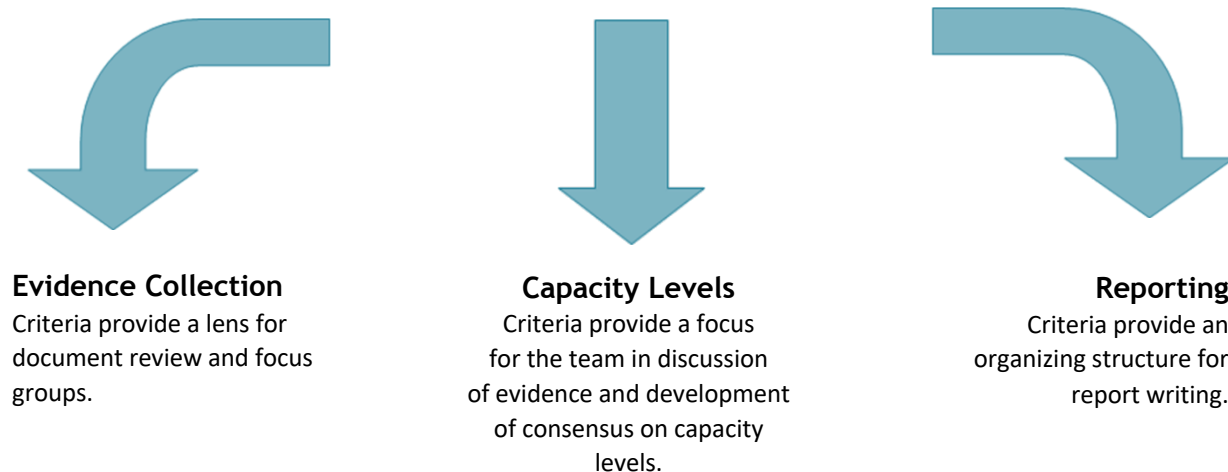 Evidence Collection
Criteria provide a lens for
document review and focus
groups.
Capacity Levels
Criteria provide a focus
for the team in discussion
of evidence and development
of consensus on capacity
levels.
Reporting
Criteria provide an
organizing structure for
report writing.